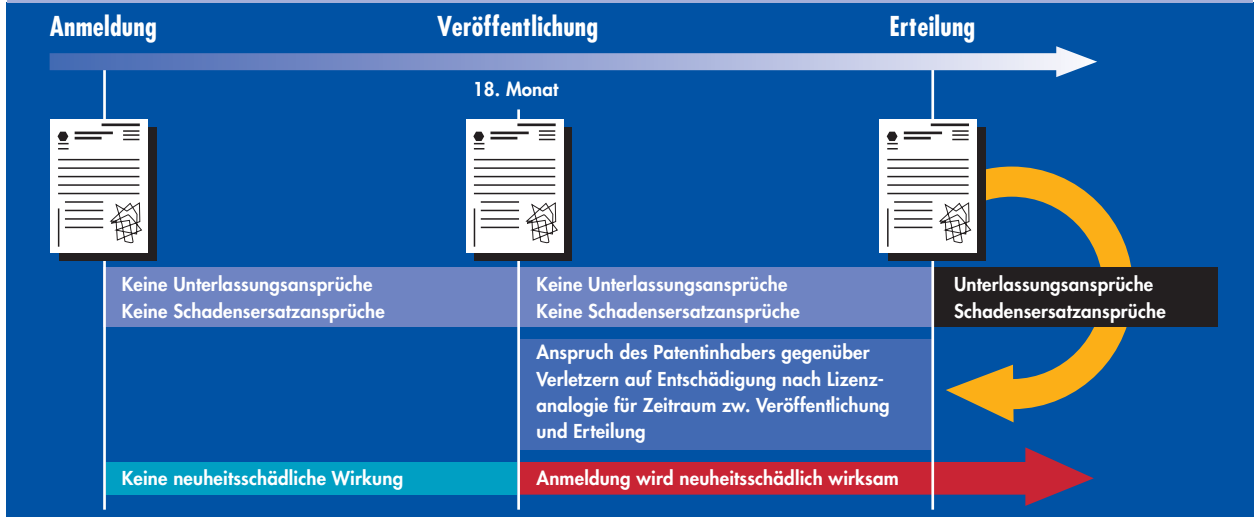 Anmeldung
Veröffentlichung
Erteilung
18. Monat
Keine Unterlassungsansprüche
Keine Schadensersatzansprüche
Keine Unterlassungsansprüche
Keine Schadensersatzansprüche
Unterlassungsansprüche
Schadensersatzansprüche
Anspruch des Patentinhabers gegenüber
Verletzern auf Entschädigung nach Lizenz-
analogie für Zeitraum zw. Veröffentlichung
und Erteilung
Keine neuheitsschädliche Wirkung
Anmeldung wird neuheitsschädlich wirksam